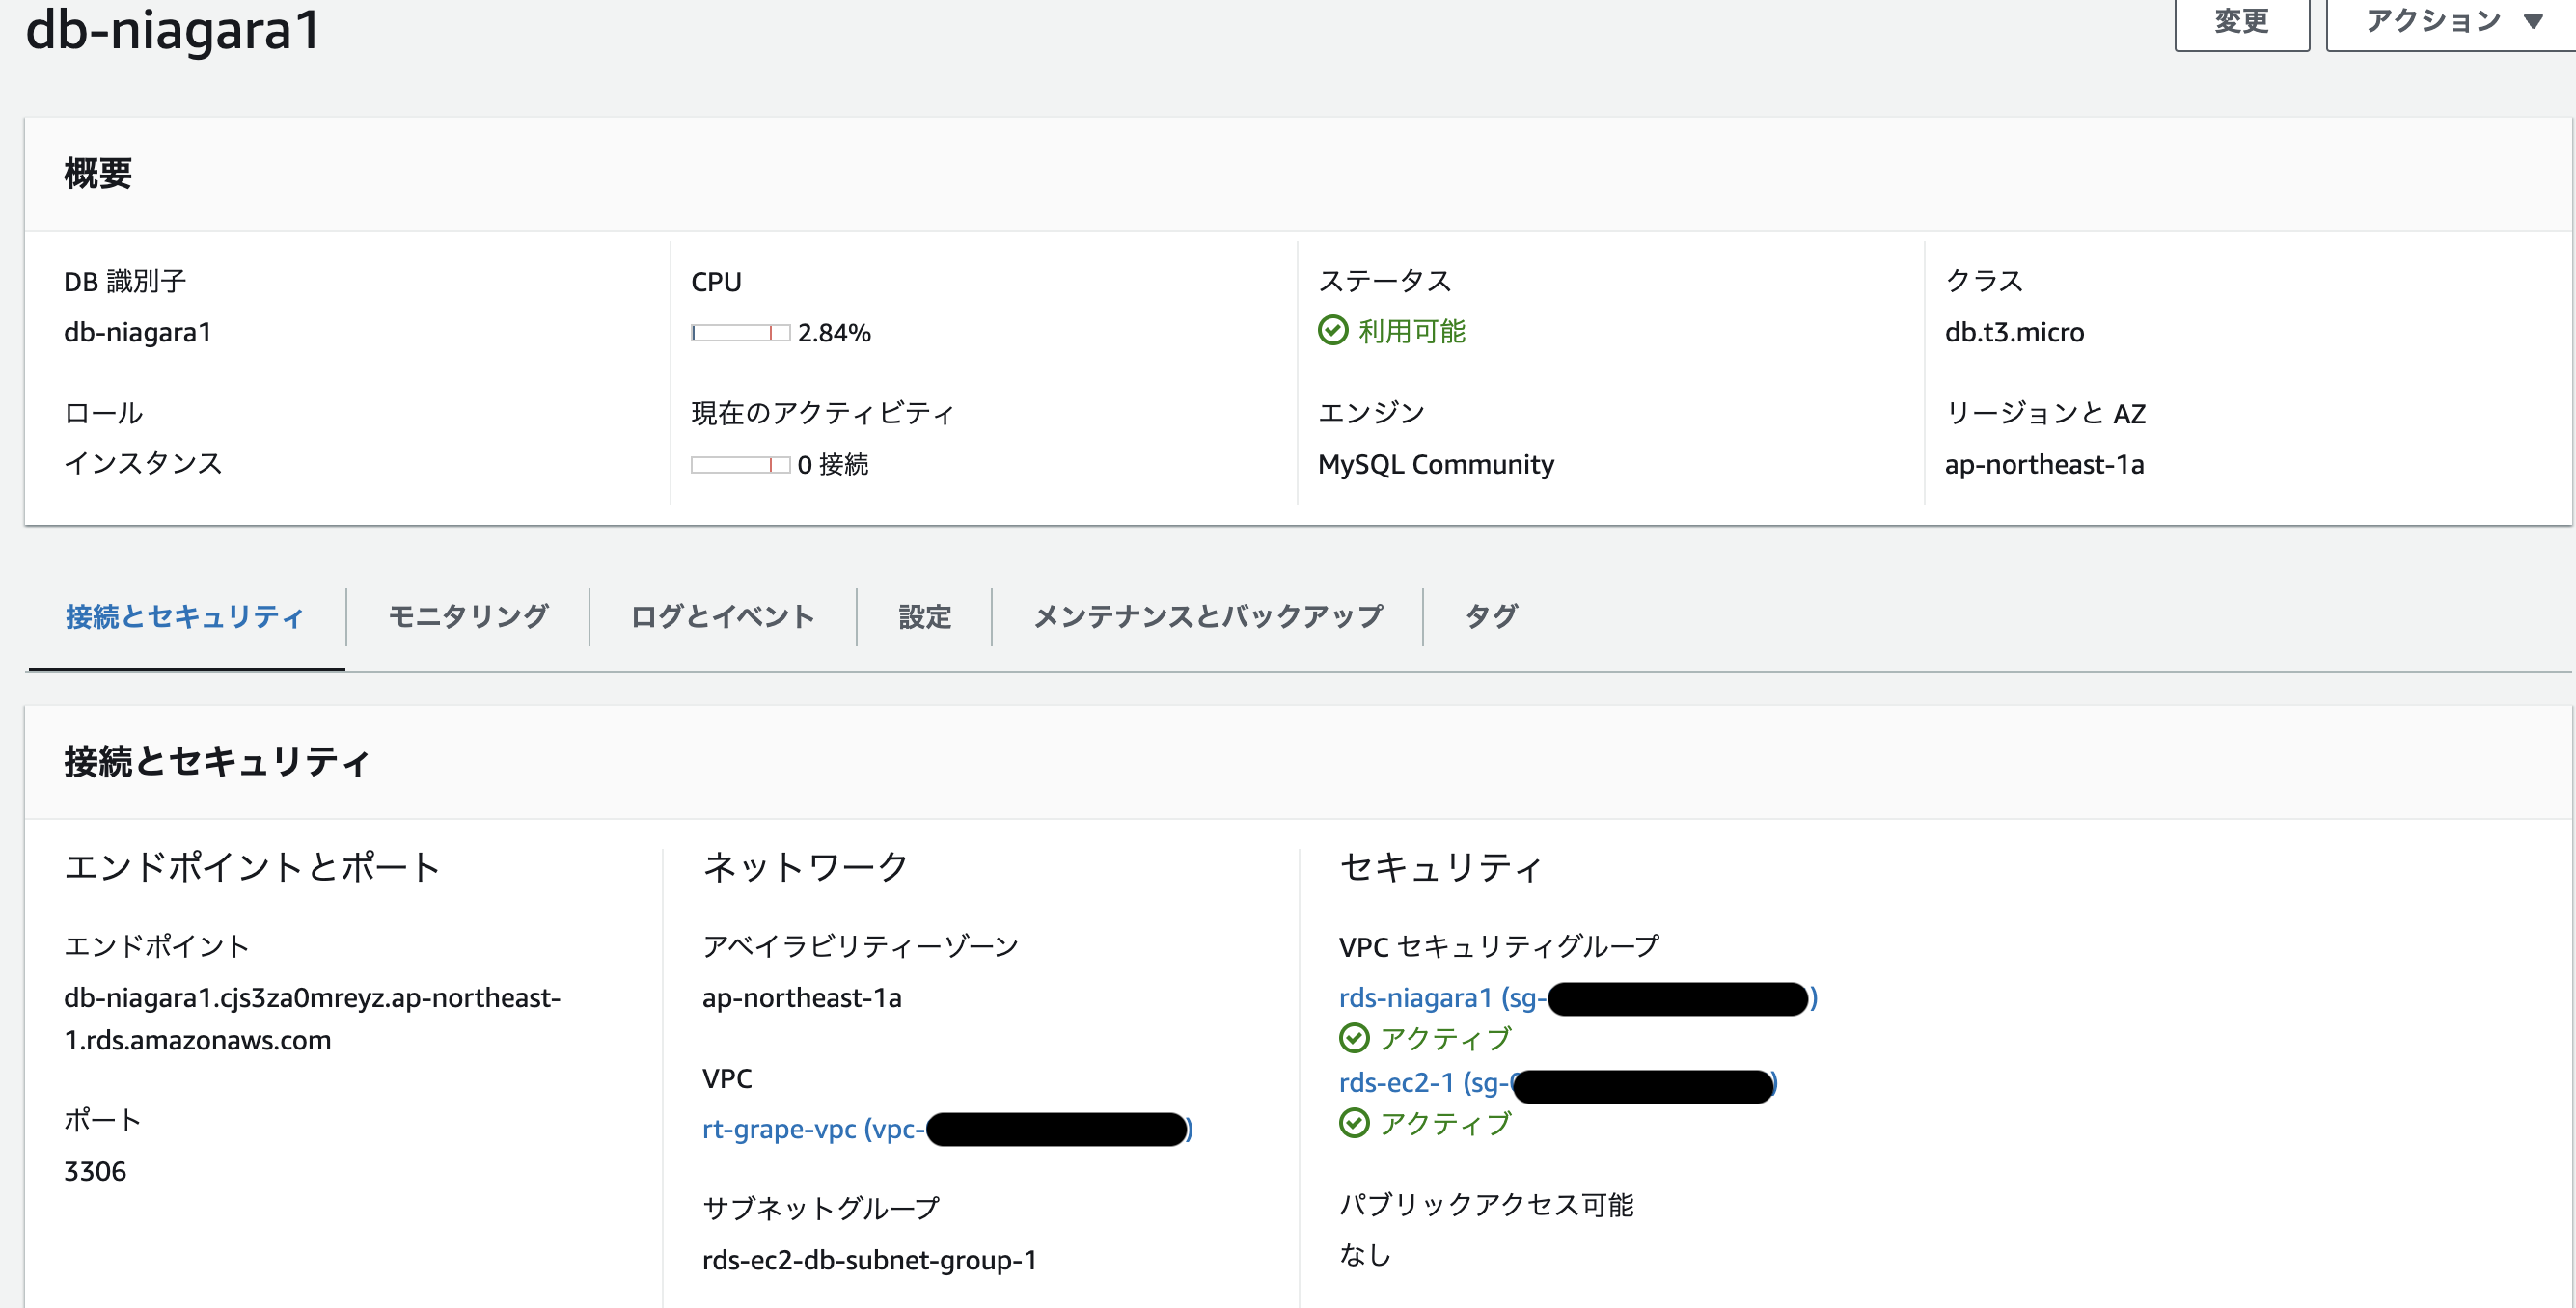 db-niagara1
変更
アクション
概要
DB 識別子
db-niagara1
ロール
インスタンス
CPU
2.84%
現在のアクティビティ
0 接続
ステータス
利用可能
エンジン
MySQL Community
クラス
db.t3.micro
リージョンと AZ
ap-northeast-1a
接続とセキュリティ
モニタリング
ログとイベント
設定
メンテナンスとバックアップ
タグ
接続とセキュリティ
エンドポイントとポート
エンドポイント
db-niagara1.cjs3za0mreyz.ap-northeast-
1.rds.amazonaws.com
ポート
3306
ネットワーク
アベイラビリティーゾーン
ap-northeast-1a
VPC
rt-grape-vpc (vpc-)
サブネットグループ
rds-ec2-db-subnet-group-1
セキュリティ
VPC セキュリティグループ
rds-niagara1 (sg-)
アクティブ
rds-ec2-1 (sg-)
アクティブ
パブリックアクセス可能
なし